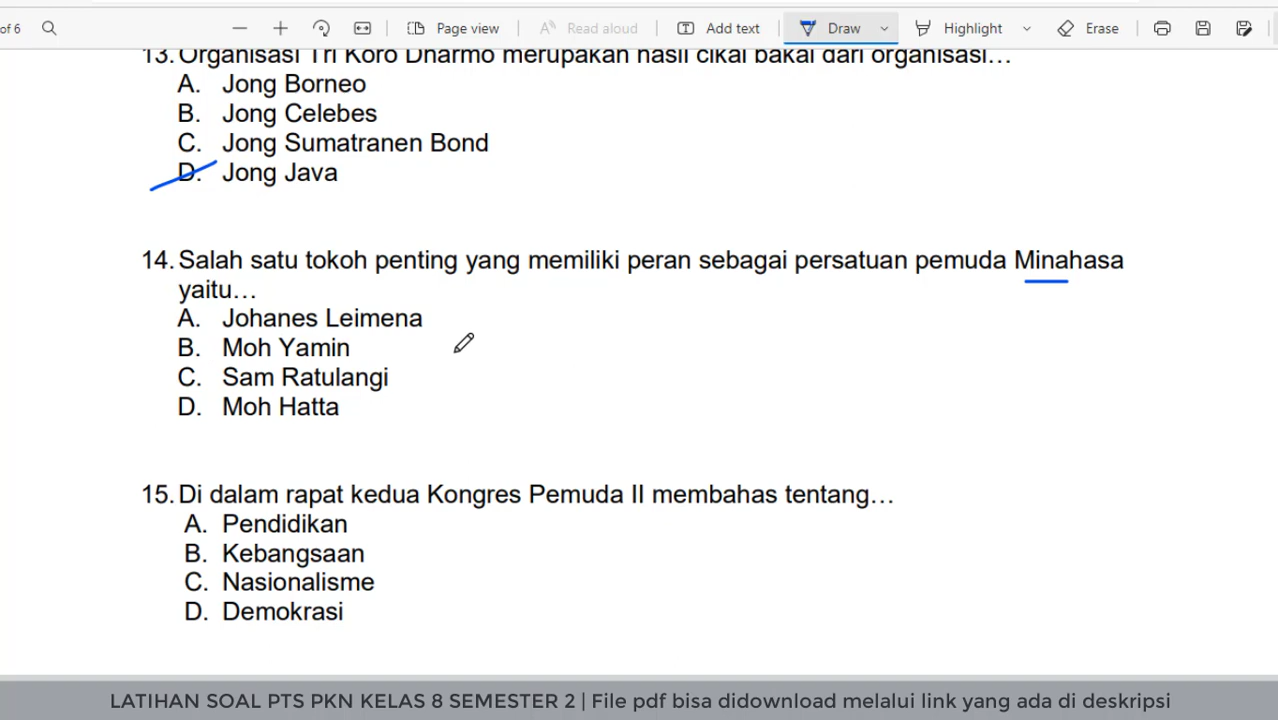 of 6
Page view
Read aloud
Add text
Draw
Highlight
Erase
13. Organisasi Tri Koro Dharmo merupakan hasil cikal bakal dari organisasi…
A. Jong Borneo
B. Jong Celebes
C. Jong Sumatranen Bond
D. Jong Java
14. Salah satu tokoh penting yang memiliki peran sebagai persatuan pemuda Minahasa
yaitu…
A. Johanes Leimena
B. Moh Yamin
C. Sam Ratulangi
D. Moh Hatta
15. Di dalam rapat kedua Kongres Pemuda II membahas tentang…
A. Pendidikan
B. Kebangsaan
C. Nasionalisme
D. Demokrasi
LATIHAN SOAL PTS PKN KELAS 8 SEMESTER 2 | File pdf bisa didownload melalui link yang ada di deskripsi